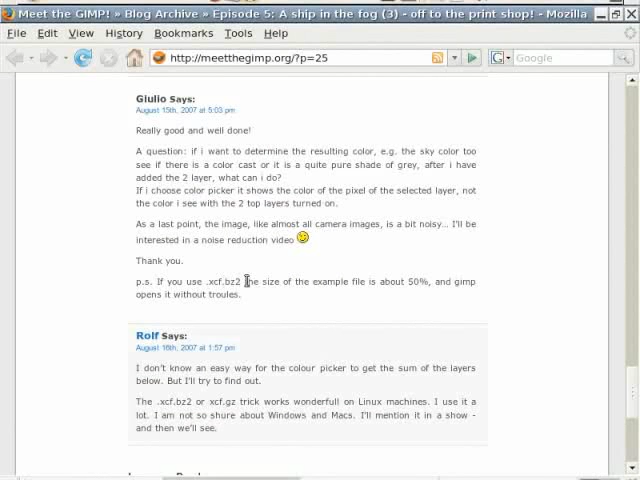 Meet the GIMP! » Blog Archive » Episode 5: A ship in the fog (3) - off to the print shop! - Mozilla
File Edit View History Bookmarks Tools Help
http://meetthegimp.org/?p=25
Google
Giulio Says:
August 15th, 2007 at 5:03 pm
Really good and well done!
A question: if i want to determine the resulting color, e.g. the sky color too
see if there is a color cast or it is a quite pure shade of grey, after i have
added the 2 layer, what can i do?
If i choose color picker it shows the color of the pixel of the selected layer, not
the color i see with the 2 top layers turned on.
As a last point, the image, like almost all camera images, is a bit noisy... I'll be
interested in a noise reduction video
Thank you.
p.s. If you use .xcf.bz2 the size of the example file is about 50%, and gimp
opens it without troules.
Rolf Says:
August 16th, 2007 at 1:57 pm
I don't know an easy way for the colour picker to get the sum of the layers
below. But I'll try to find out.
The .xcf.bz2 or xcf.gz trick works wonderfull on Linux machines. I use it a
lot. I am not so shure about Windows and Macs. I'll mention it in a show -
and then we'll see.